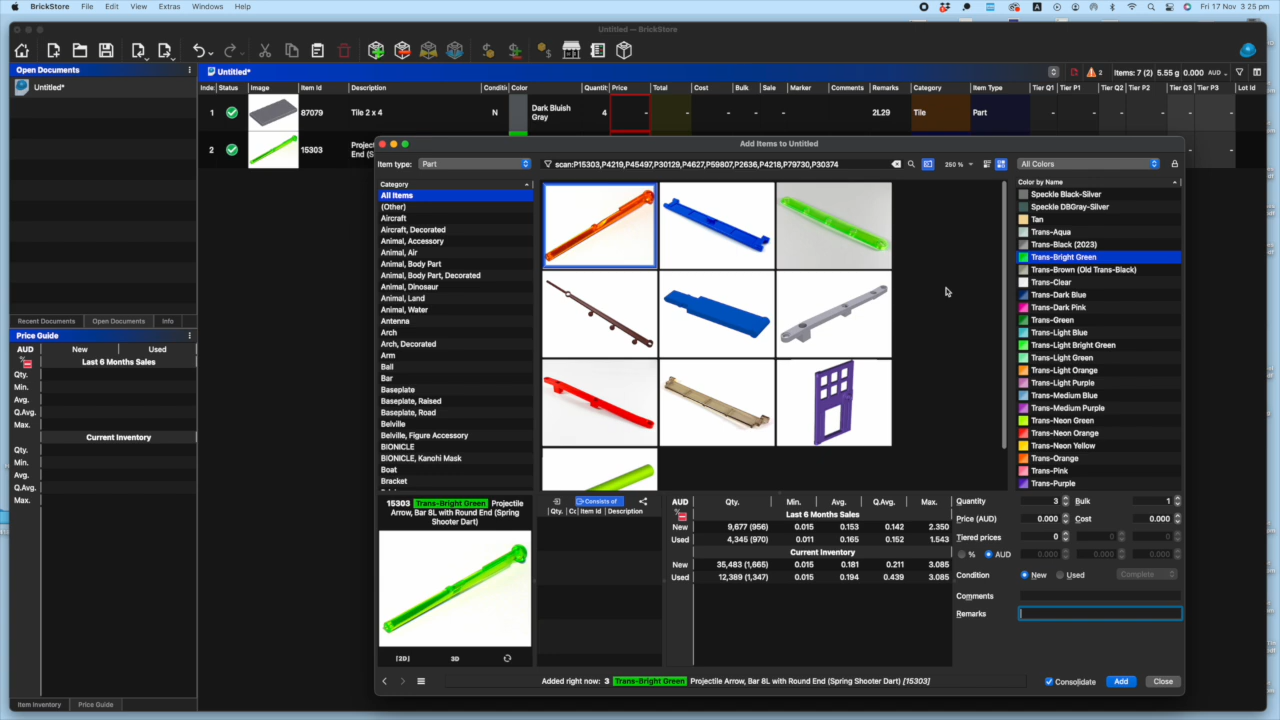 BrickStore File Edit View Extras Windows Help
Fri 17 Nov 3 25 pm
Untitled — BrickStore
Open Documents
Untitled*
Items: 7 (2) 5.55 g 0.000 AUD
2
Untitled*
Index Status Image Item Id Description Color Quantit Price Total Cost Bulk Sale Marker Comments Remarks Category Item Type Tier Q1 Tier P1 Tier Q2 Tier P2 Tier Q3 Tier P3 Lot Id
1 87079 Tile 2 x 4 N Dark Bluish Gray 4 - - - - - 2L29 Tile Part - - -
2 15303 Projectile
End (S
Add Items to Untitled
Item type: Part
scan:P15303,P4219,P45497,P30129,P4627,P59807,P2636,P4218,P79730,P30374
250 %
All Colors
Category
All Items
(Other)
Aircraft
Aircraft, Decorated
Animal, Accessory
Animal, Air
Animal, Body Part
Animal, Body Part, Decorated
Animal, Dinosaur
Animal, Land
Animal, Water
Antenna
Arch
Arch, Decorated
Arm
Ball
Bar
Baseplate
Baseplate, Raised
Baseplate, Road
Belville
Belville, Figure Accessory
BIONICLE
BIONICLE, Kanohi Mask
Boat
Bracket
Color by Name
Speckle Black-Silver
Speckle DBGray-Silver
Tan
Trans-Aqua
Trans-Black (2023)
Trans-Bright Green
Trans-Brown (Old Trans-Black)
Trans-Clear
Trans-Dark Blue
Trans-Dark Pink
Trans-Green
Trans-Light Blue
Trans-Light Bright Green
Trans-Light Green
Trans-Light Orange
Trans-Light Purple
Trans-Medium Blue
Trans-Medium Purple
Trans-Neon Green
Trans-Neon Orange
Trans-Neon Yellow
Trans-Orange
Trans-Pink
Trans-Purple
Recent Documents Open Documents Info
Price Guide
AUD New Used
Last 6 Months Sales
Qty.
Min.
Avg.
Q.Avg.
Max.
Current Inventory
Qty.
Min.
Avg.
Q.Avg.
Max.
Item Inventory Price Guide
15303 Trans-Bright Green Projectile
Arrow, Bar 8L with Round End (Spring
Shooter Dart)
[2D] 3D
Consists of
Qty. Item Id Description
AUD Qty. Min. Avg. Q.Avg. Max.
Last 6 Months Sales
New 9,677 (956) 0.015 0.153 0.142 2.350
Used 4,345 (970) 0.011 0.165 0.152 1.543
Current Inventory
New 35,483 (1,665) 0.015 0.181 0.211 3.085
Used 12,389 (1,347) 0.015 0.194 0.439 3.085
Quantity 3 Bulk 1
Price (AUD) 0.000 Cost 0.000
Tiered prices 0 0 0
% AUD 0.000 0.000 0.000
Condition New Used Complete
Comments
Remarks
Added right now: 3 Trans-Bright Green Projectile Arrow, Bar 8L with Round End (Spring Shooter Dart) [15303]
Consolidate Add Close